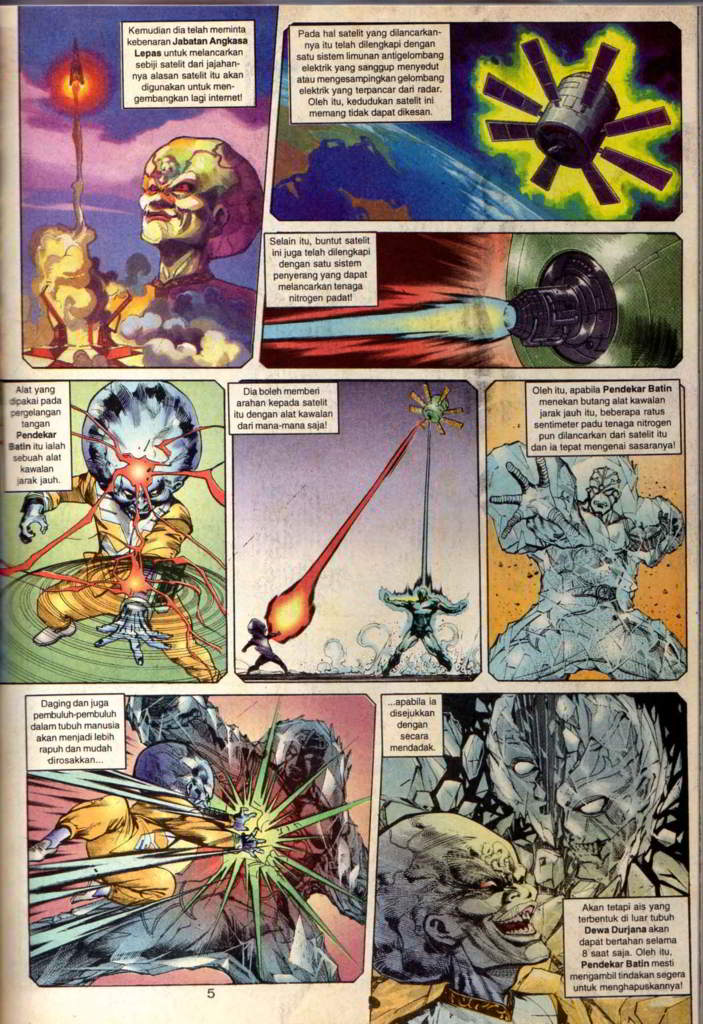 Kemudian dia telah meminta
kebenaran Jabatan Angkasa
Lepas untuk melancarkan
sebiji satelit dari jajahan-
nya alasan satelit itu akan
digunakan untuk men-
gembangkan lagi internet!
Pada hal satelit yang dilancarkan-
nya itu telah dilengkapi dengan
satu sistem limunan antigelombang
elektrik yang sanggup menyedut
atau mengesampingkan gelombang
elektrik yang terpancar dari radar.
Oleh itu, kedudukan satelit ini
memang tidak dapat dikesan.
Selain itu, buntut satelit
ini juga telah dilengkapi
dengan satu sistem
penyerang yang dapat
melancarkan tenaga
nitrogen padat!
Alat yang
dipakai pada
pergelangan
tangan
Pendekar
Batin itu ialah
sebuah alat
kawalan
jarak jauh.
Dia boleh memberi
arahan kepada satelit
itu dengan alat kawalan
dari mana-mana saja!
Oleh itu, apabila Pendekar Batin
menekan butang alat kawalan
jarak jauh itu, beberapa ratus
sentimeter padu tenaga nitrogen
pun dilancarkan dari satelit itu
dan ia tepat mengenai sasaranya!
Daging dan juga
pembuluh-pembuluh
dalam tubuh manusia
akan menjadi lebih
rapuh dan mudah
dirosakkan...
...apabila ia
disejukkan
dengan
secara
mendadak.
Akan tetapi ais yang
terbentuk di luar tubuh
Dewa Durjana akan
dapat bertahan selama
8 saat saja. Oleh itu,
Pendekar Batin mesti
mengambil tindakan segera
untuk menghapuskannya!
5